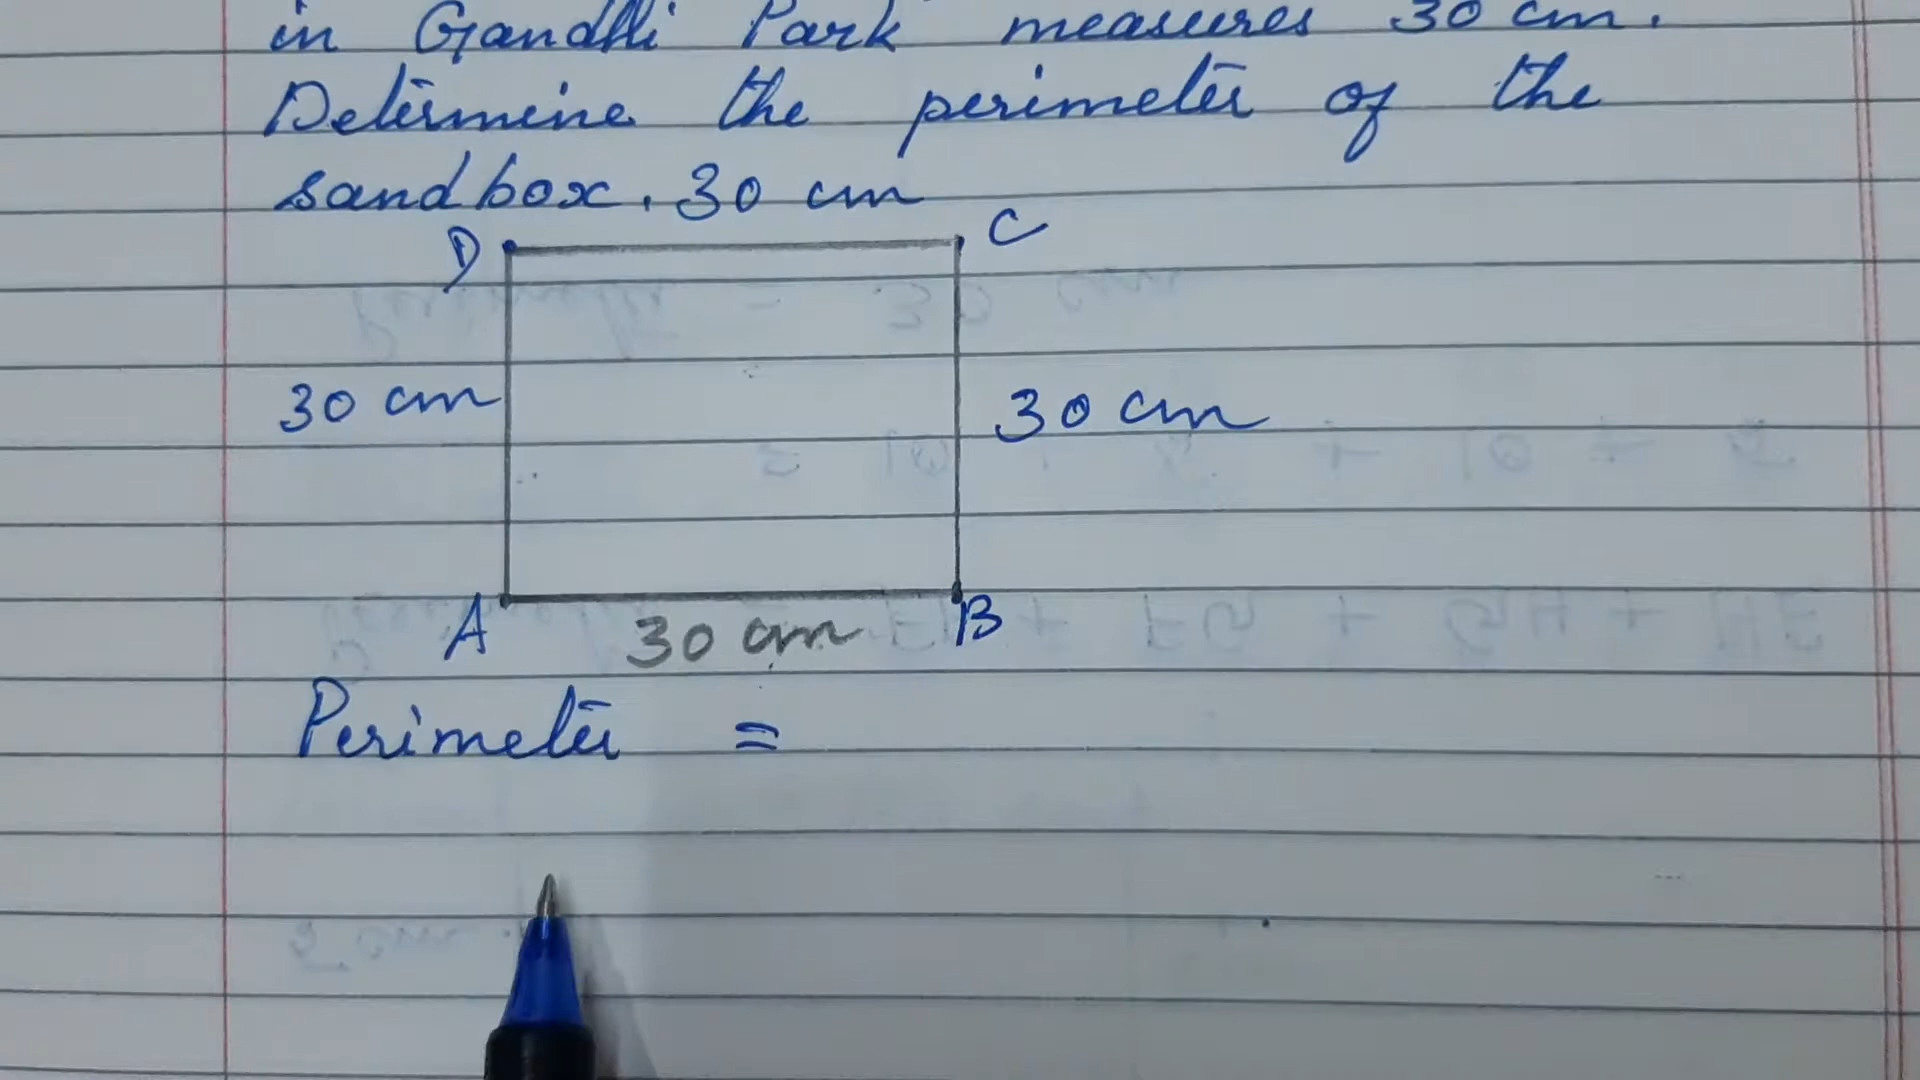 in Gandhi Park measures 30 cm.
Determine the perimeter of the
sandbox. 30 cm
D C
30 cm 30 cm
A 30 cm B
Perimeter =